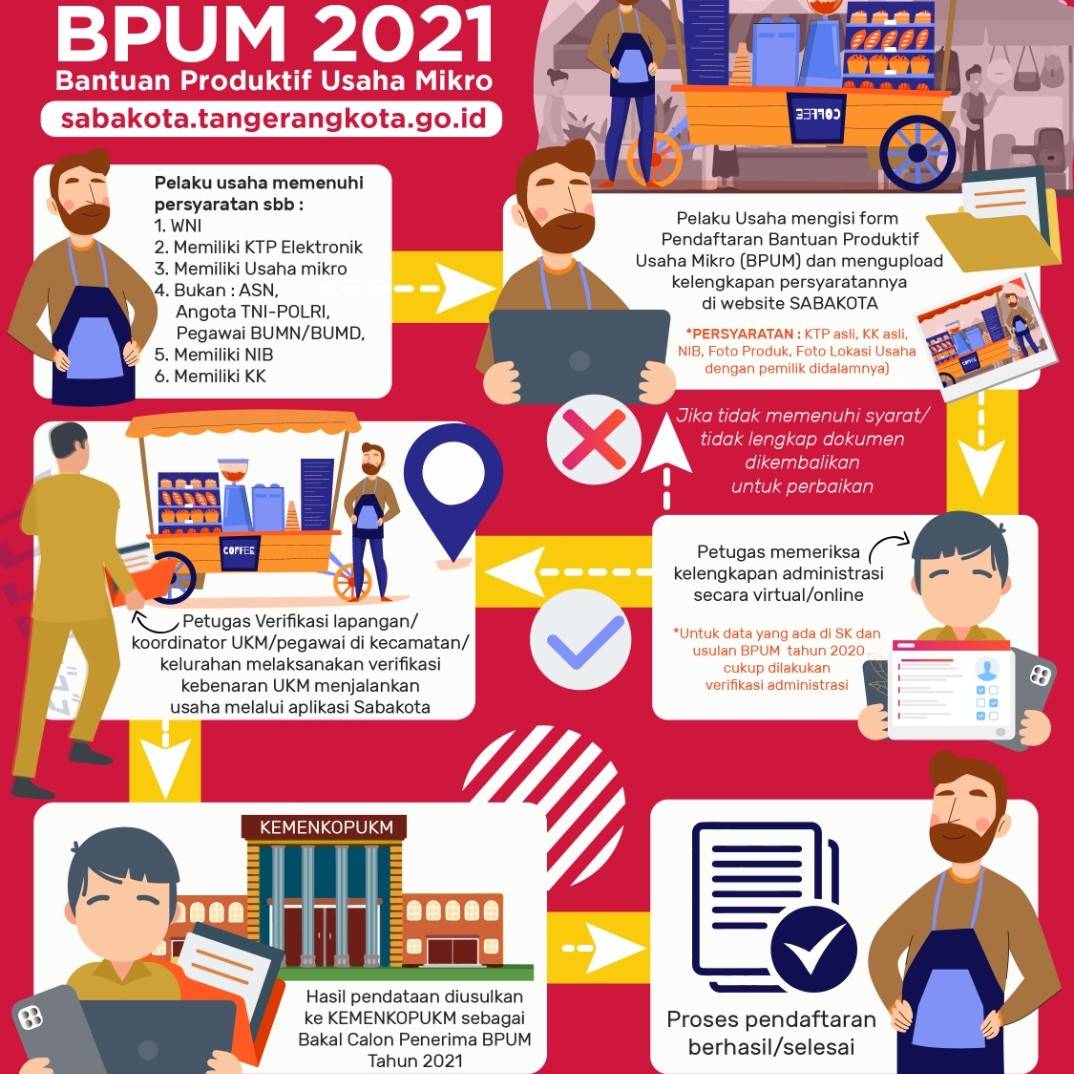 BPUM 2021
Bantuan Produktif Usaha Mikro
sabakota.tangerangkota.go.id
COFFEE
Pelaku usaha memenuhi
persyaratan sbb :
1. WNI
2. Memiliki KTP Elektronik
3. Memiliki Usaha mikro
4. Bukan : ASN,
Angota TNI-POLRI,
Pegawai BUMN/BUMD,
5. Memiliki NIB
6. Memiliki KK
Pelaku Usaha mengisi form
Pendaftaran Bantuan Produktif
Usaha Mikro (BPUM) dan mengupload
kelengkapan persyaratannya
di website SABAKOTA
*PERSYARATAN : KTP asli, KK asli,
NIB, Foto Produk, Foto Lokasi Usaha
dengan pemilik didalamnya)
Jika tidak memenuhi syarat/
tidak lengkap dokumen
dikembalikan
untuk perbaikan
Petugas memeriksa
kelengkapan administrasi
secara virtual/online
*Untuk data yang ada di SK dan
usulan BPUM tahun 2020
cukup dilakukan
verifikasi administrasi
COFFEE
Petugas Verifikasi lapangan/
koordinator UKM/pegawai di kecamatan/
kelurahan melaksanakan verifikasi
kebenaran UKM menjalankan
usaha melalui aplikasi Sabakota
KEMENKOPUKM
Hasil pendataan diusulkan
ke KEMENKOPUKM sebagai
Bakal Calon Penerima BPUM
Tahun 2021
Proses pendaftaran
berhasil/selesai